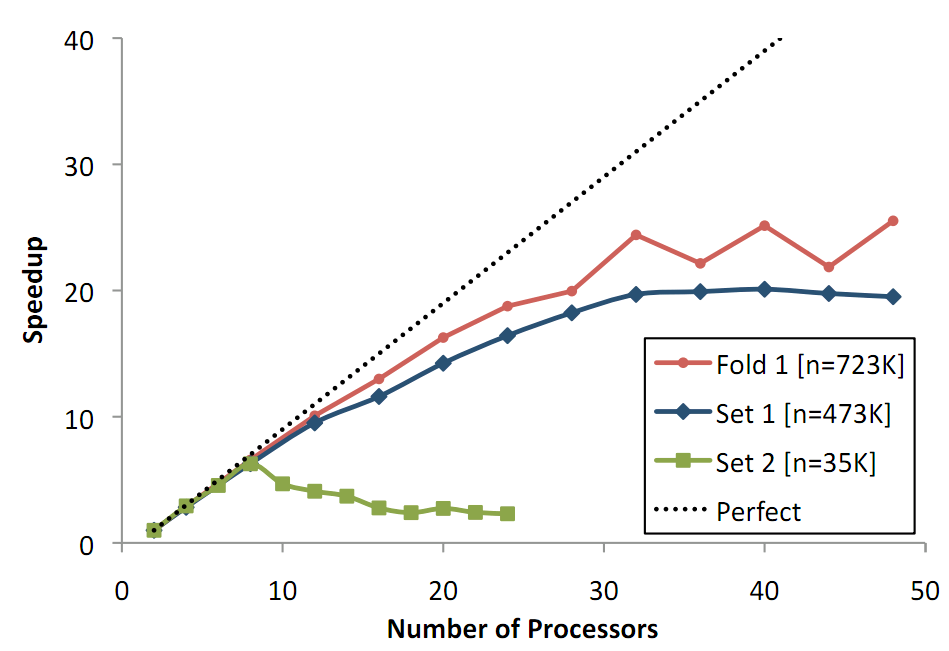 40
30
20
10
0
Speedup
0 10 20 30 40 50
Number of Processors
Fold 1 [n=723K]
Set 1 [n=473K]
Set 2 [n=35K]
Perfect